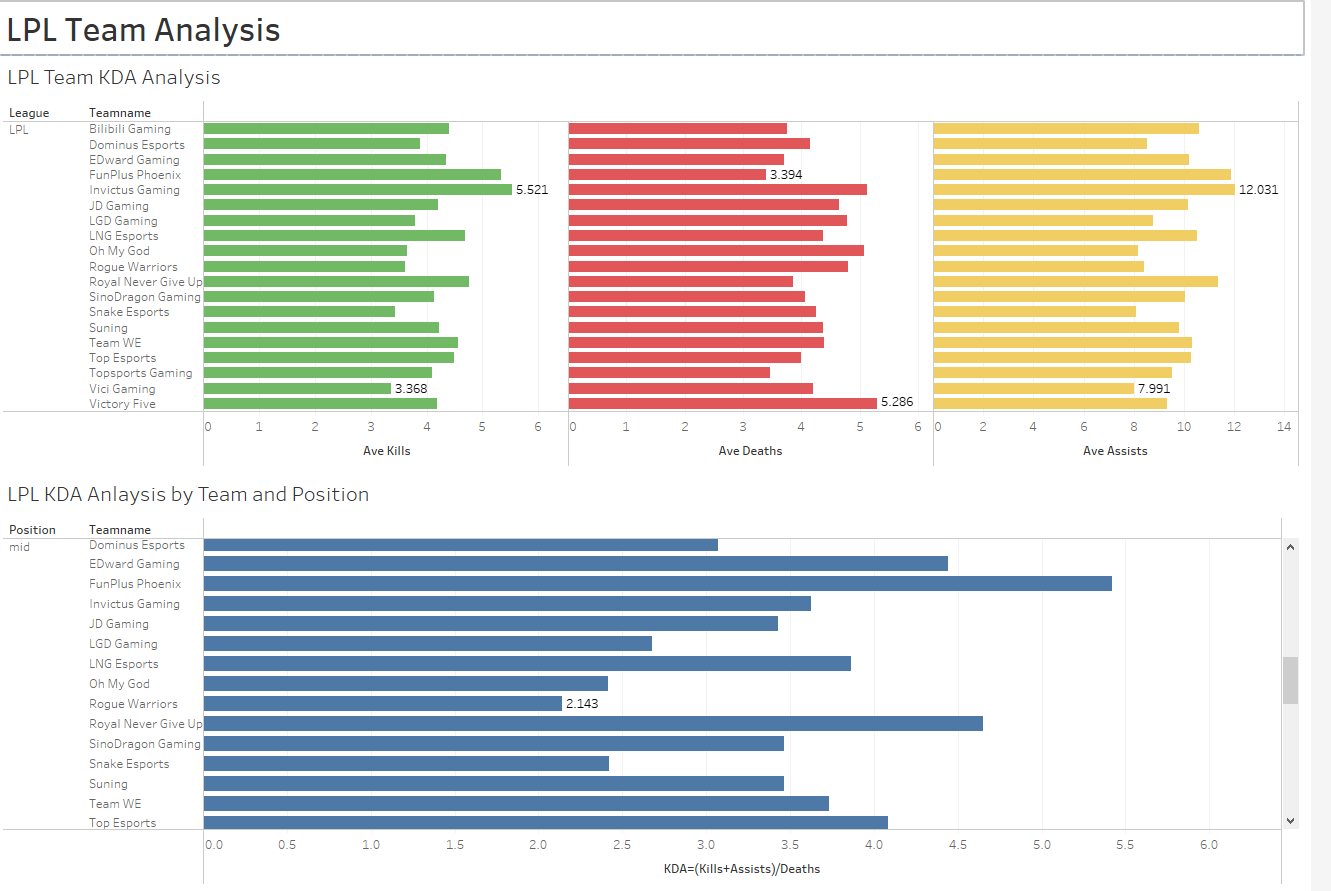 LPL Team Analysis
LPL Team KDA Analysis
League Teamname
LPL Bilibili Gaming
Dominus Esports
EDward Gaming
FunPlus Phoenix 3.394
Invictus Gaming 5.521 12.031
JD Gaming
LGD Gaming
LNG Esports
Oh My God
Rogue Warriors
Royal Never Give Up
SinoDragon Gaming
Snake Esports
Suning
Team WE
Top Esports
Topsports Gaming
Vici Gaming 3.368 7.991
Victory Five 5.286
0 1 2 3 4 5 6 0 1 2 3 4 5 6 0 2 4 6 8 10 12 14
Ave Kills Ave Deaths Ave Assists
LPL KDA Anlaysis by Team and Position
Position Teamname
mid Dominus Esports
EDward Gaming
FunPlus Phoenix
Invictus Gaming
JD Gaming
LGD Gaming
LNG Esports
Oh My God
Rogue Warriors 2.143
Royal Never Give Up
SinoDragon Gaming
Snake Esports
Suning
Team WE
Top Esports
0.0 0.5 1.0 1.5 2.0 2.5 3.0 3.5 4.0 4.5 5.0 5.5 6.0
KDA=(Kills+Assists)/Deaths